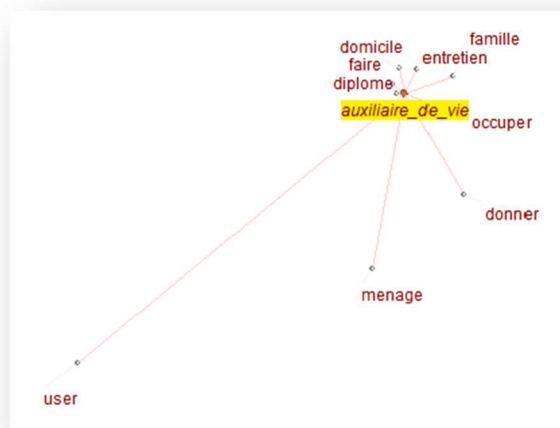 famille
domicile
entretien
faire
diplome
auxiliaire_de_vie
occuper
donner
menage
user